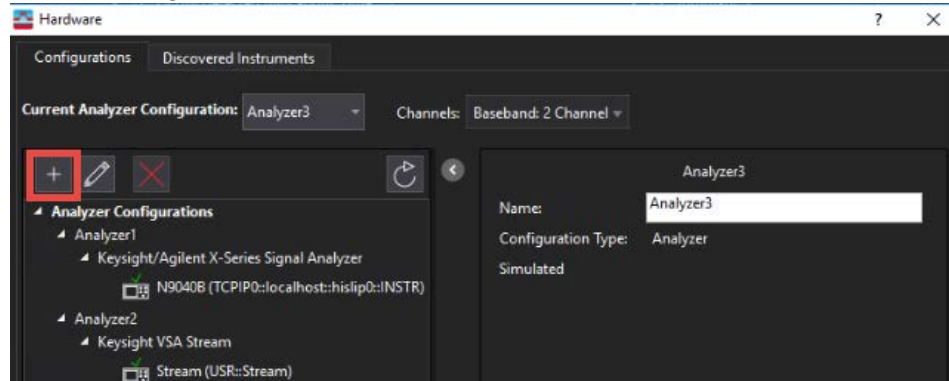 Hardware
?
Configurations Discovered Instruments
Current Analyzer Configuration: Analyzer3 Channels: Baseband: 2 Channel
Analyzer3
Analyzer Configurations
Name: Analyzer3
Analyzer1
Configuration Type: Analyzer
Keysight/Agilent X-Series Signal Analyzer
Simulated
N9040B (TCPIP0::localhost::hislip0::INSTR)
Analyzer2
Keysight VSA Stream
Stream (USR::Stream)